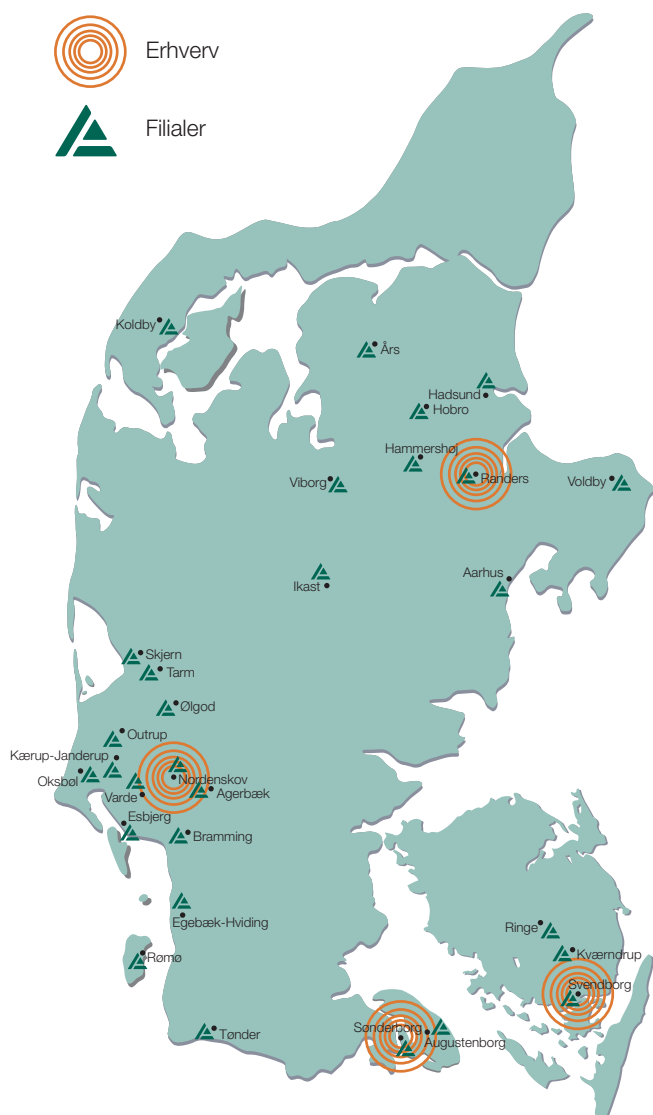 Erhverv
Filialer
Koldby
Års
Hadsund
Hobro
Hammershøj
Viborg
Randers
Voldby
Ikast
Aarhus
Skjern
Tarm
Ølgod
Outrup
Kærup-Janderup
Oksbøl
Nordenskov
Varde
Agerbæk
Esbjerg
Bramming
Egebæk-Hviding
Ringe
Kværndrup
Rømø
Svendborg
Sønderborg
Tønder
Augustenborg